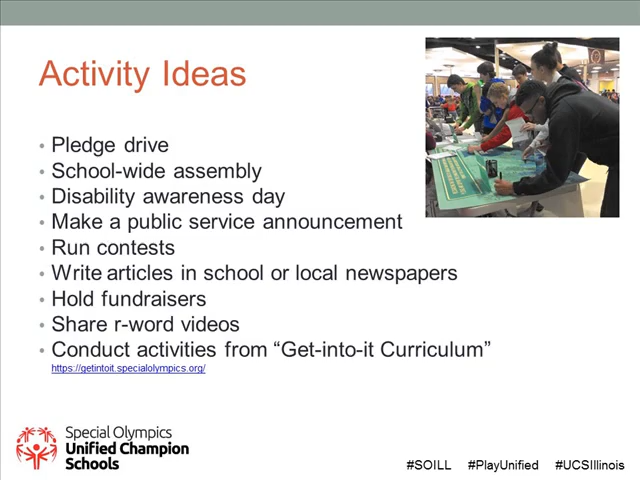 Activity Ideas
• Pledge drive
• School-wide assembly
• Disability awareness day
• Make a public service announcement
• Run contests
• Write articles in school or local newspapers
• Hold fundraisers
• Share r-word videos
• Conduct activities from “Get-into-it Curriculum”
https://getintoit.specialolympics.org/
Special Olympics
Unified Champion
Schools
#SOILL #PlayUnified #UCSIllinois